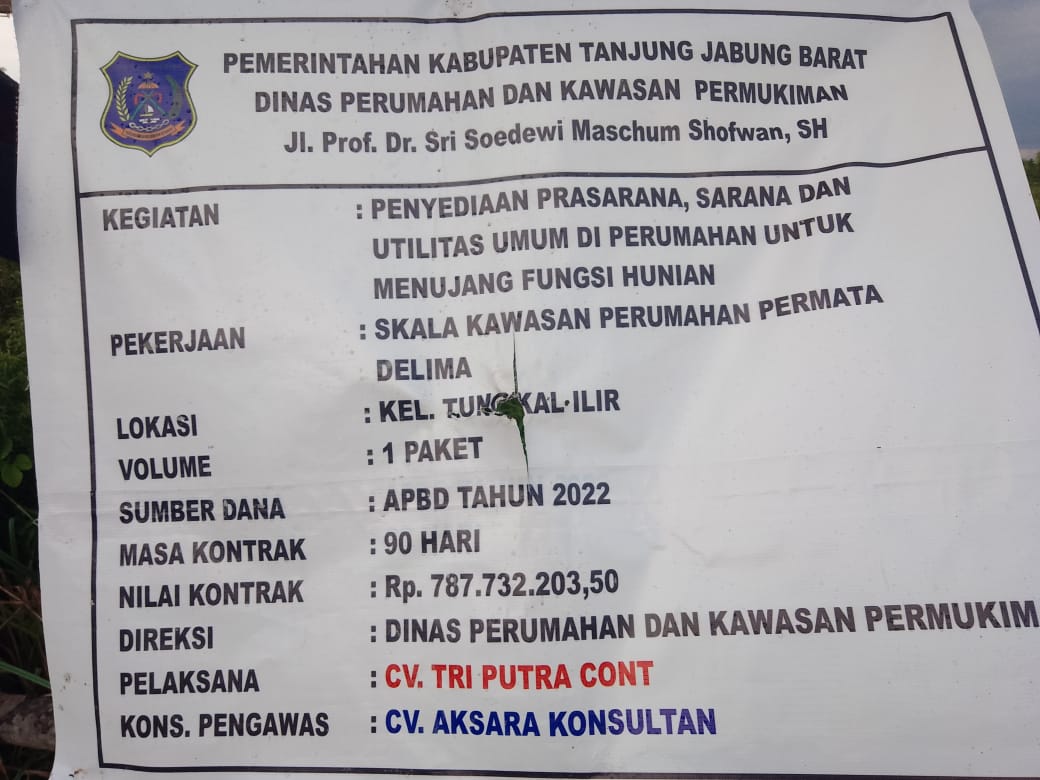 PEMERINTAHAN KABUPATEN TANJUNG JABUNG BARAT
DINAS PERUMAHAN DAN KAWASAN PERMUKIMAN
Jl. Prof. Dr. Sri Soedewi Maschum Shofwan, SH
KEGIATAN : PENYEDIAAN PRASARANA, SARANA DAN
UTILITAS UMUM DI PERUMAHAN UNTUK
MENUJANG FUNGSI HUNIAN
PEKERJAAN : SKALA KAWASAN PERUMAHAN PERMATA
DELIMA
LOKASI : KEL. TUNGKAL ILIR
VOLUME : 1 PAKET
SUMBER DANA : APBD TAHUN 2022
MASA KONTRAK : 90 HARI
NILAI KONTRAK : Rp. 787.732.203,50
DIREKSI : DINAS PERUMAHAN DAN KAWASAN PERMUKIM
PELAKSANA : CV. TRI PUTRA CONT
KONS. PENGAWAS : CV. AKSARA KONSULTAN